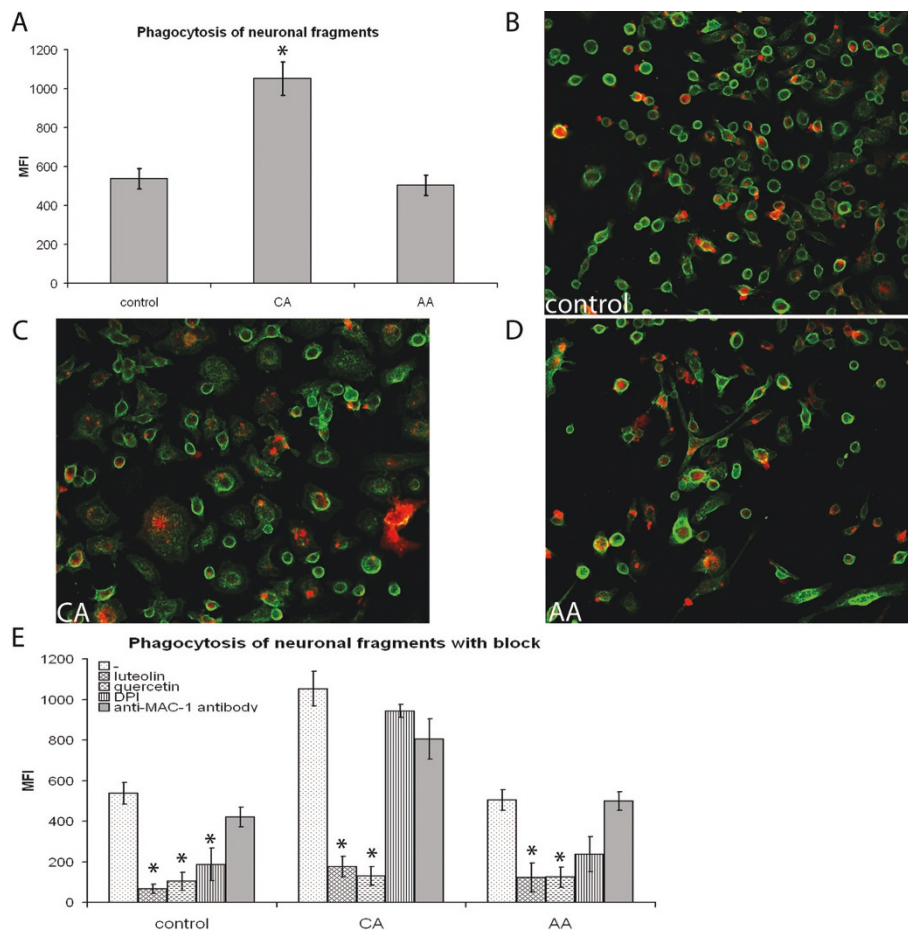 A
Phagocytosis of neuronal fragments
*
1200
1000
800
600
400
200
0
MFI
control
CA
AA
B
control
C
CA
D
AA
E
Phagocytosis of neuronal fragments with block
-
luteolin
quercetin
DPI
anti-MAC-1 antibody
1200
1000
800
600
400
200
0
MFI
* * *
* *
* *
control
CA
AA